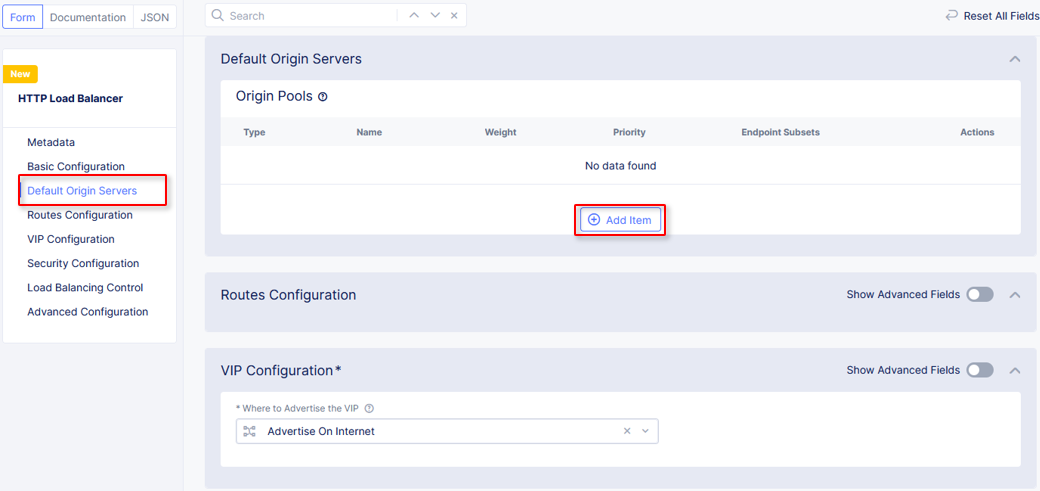 Form Documentation JSON
Search
Reset All Fields
New
HTTP Load Balancer
Metadata
Basic Configuration
Default Origin Servers
Routes Configuration
VIP Configuration
Security Configuration
Load Balancing Control
Advanced Configuration
Default Origin Servers
Origin Pools
Type Name Weight Priority Endpoint Subsets Actions
No data found
Add Item
Routes Configuration
Show Advanced Fields
VIP Configuration*
Show Advanced Fields
* Where to Advertise the VIP
Advertise On Internet